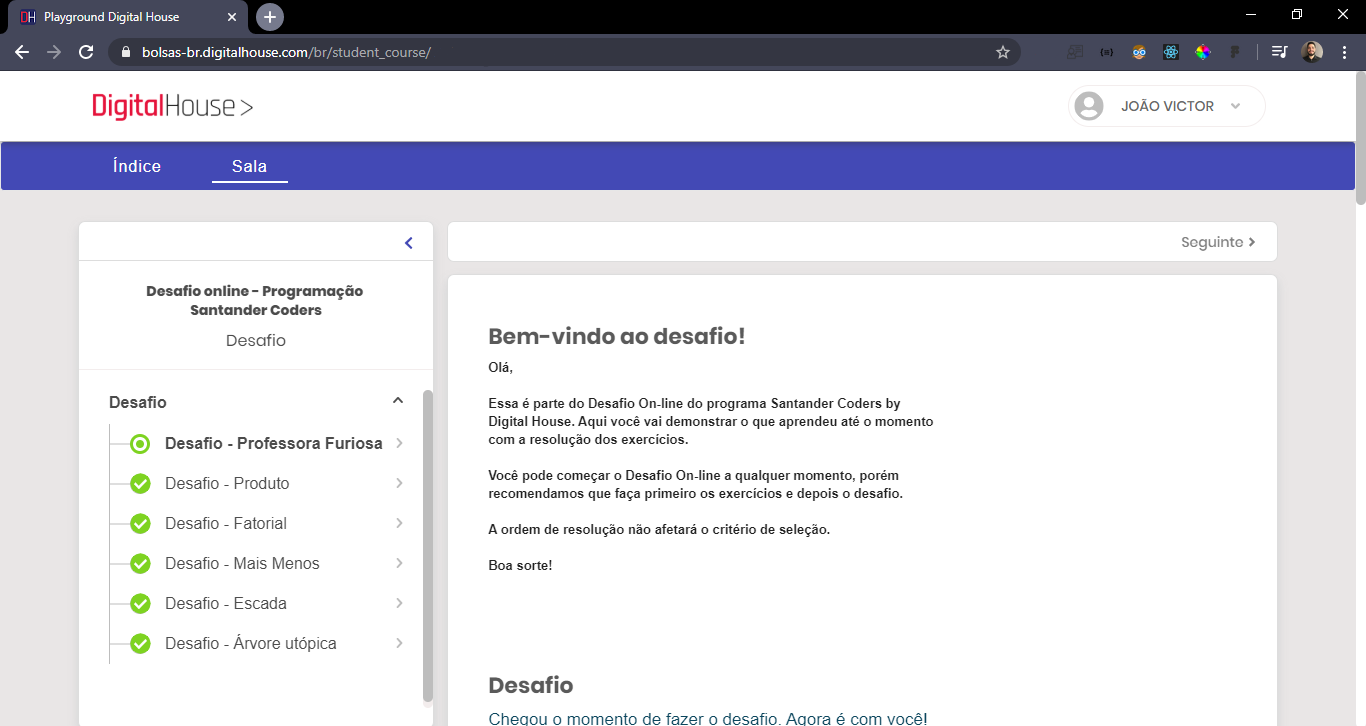 Playground Digital House
bolsas-br.digitalhouse.com/br/student_course/
DigitalHouse >
JOÃO VICTOR
Índice
Sala
Seguinte
Desafio online - Programação
Santander Coders
Desafio
Desafio
Desafio - Professora Furiosa
Desafio - Produto
Desafio - Fatorial
Desafio - Mais Menos
Desafio - Escada
Desafio - Árvore utópica
Bem-vindo ao desafio!
Olá,
Essa é parte do Desafio On-line do programa Santander Coders by
Digital House. Aqui você vai demonstrar o que aprendeu até o momento
com a resolução dos exercícios.
Você pode começar o Desafio On-line a qualquer momento, porém
recomendamos que faça primeiro os exercícios e depois o desafio.
A ordem de resolução não afetará o critério de seleção.
Boa sorte!
Desafio
Chegou o momento de fazer o desafio. Agora é com você!